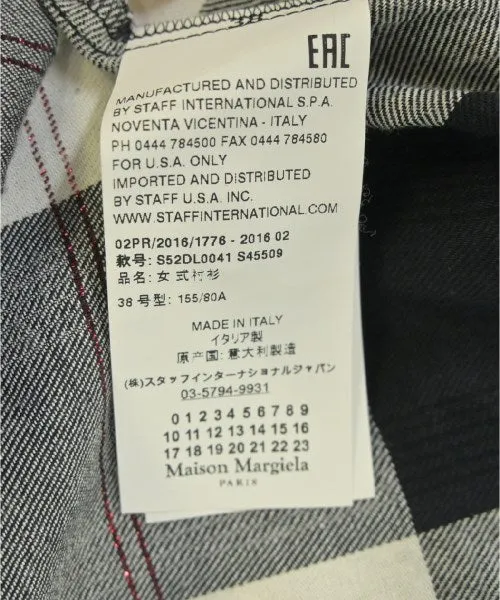 EAC
MANUFACTURED AND DISTRIBUTED
BY STAFF INTERNATIONAL S.P.A.
NOVENTA VICENTINA - ITALY
PH 0444 784500 FAX 0444 784580
FOR U.S.A. ONLY
IMPORTED AND DISTRIBUTED
BY STAFF U.S.A. INC.
WWW.STAFFINTERNATIONAL.COM
02PR/2016/1776 - 2016 02
款号: S52DL0041 S45509
品名: 女式衬衫
38 号型: 155/80A
MADE IN ITALY
イタリア製
原产国: 意大利製造
(株)スタッフインターナショナルジャパン
03-5794-9931
0 1 2 3 4 5 6 7 8 9
10 11 12 13 14 15 16
17 18 19 20 21 22 23
Maison Margiela
PARIS